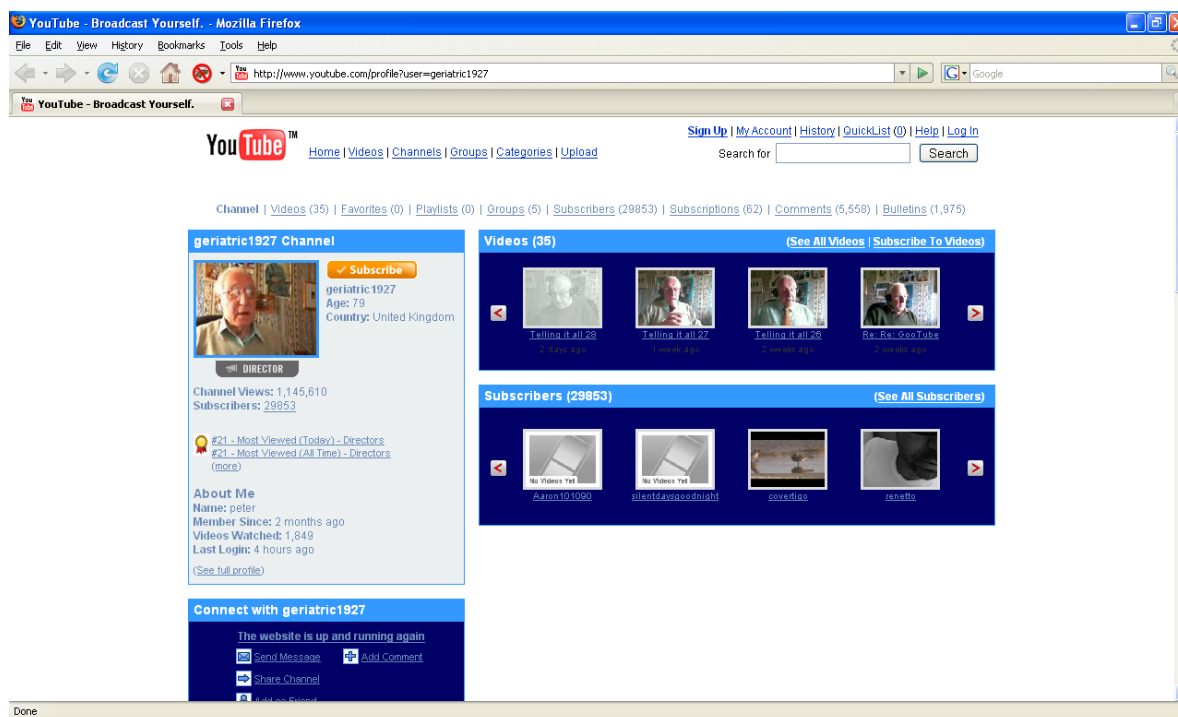 YouTube - Broadcast Yourself. - Mozilla Firefox
File Edit View History Bookmarks Tools Help
http://www.youtube.com/profile?user=geriatric1927
Google
YouTube - Broadcast Yourself.
Sign Up | My Account | History | QuickList (0) | Help | Log In
YouTube™
Home | Videos | Channels | Groups | Categories | Upload
Search for Search
Channel | Videos (35) | Favorites (0) | Playlists (0) | Groups (5) | Subscribers (29853) | Subscriptions (62) | Comments (5,558) | Bulletins (1,975)
geriatric1927 Channel
Subscribe
geriatric1927
Age: 79
Country: United Kingdom
DIRECTOR
Channel Views: 1,145,610
Subscribers: 29853
#21 - Most Viewed (Today) - Directors
#21 - Most Viewed (All Time) - Directors
(more)
About Me
Name: peter
Member Since: 2 months ago
Videos Watched: 1,849
Last Login: 4 hours ago
(See full profile)
Connect with geriatric1927
The website is up and running again
Send Message Add Comment
Share Channel
Add as Friend
Videos (35) (See All Videos | Subscribe To Videos)
Telling it all 28 Telling it all 27 Telling it all 26 Re: Re: GooTube
2 days ago 1 week ago 2 weeks ago 2 weeks ago
Subscribers (29853) (See All Subscribers)
No Videos Yet No Videos Yet
Aaron101090 silentdaysgoodnight covertigo renetto
Done